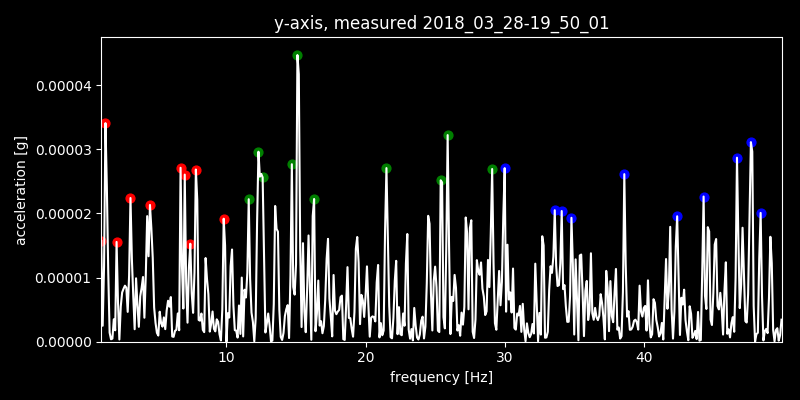 y-axis, measured 2018_03_28-19_50_01
0.00004
0.00003
0.00002
0.00001
0.00000
acceleration [g]
10 20 30 40
frequency [Hz]